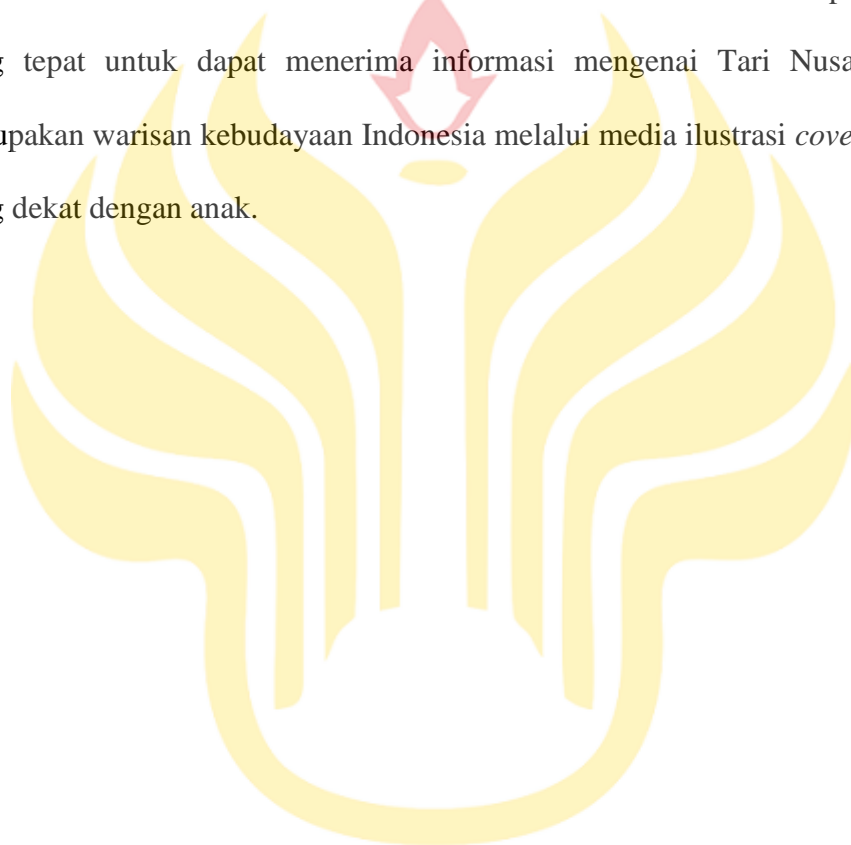 tepat untuk dapat menerima informasi mengenai Tari Nusa
upakan warisan kebudayaan Indonesia melalui media ilustrasi cove
dekat dengan anak.